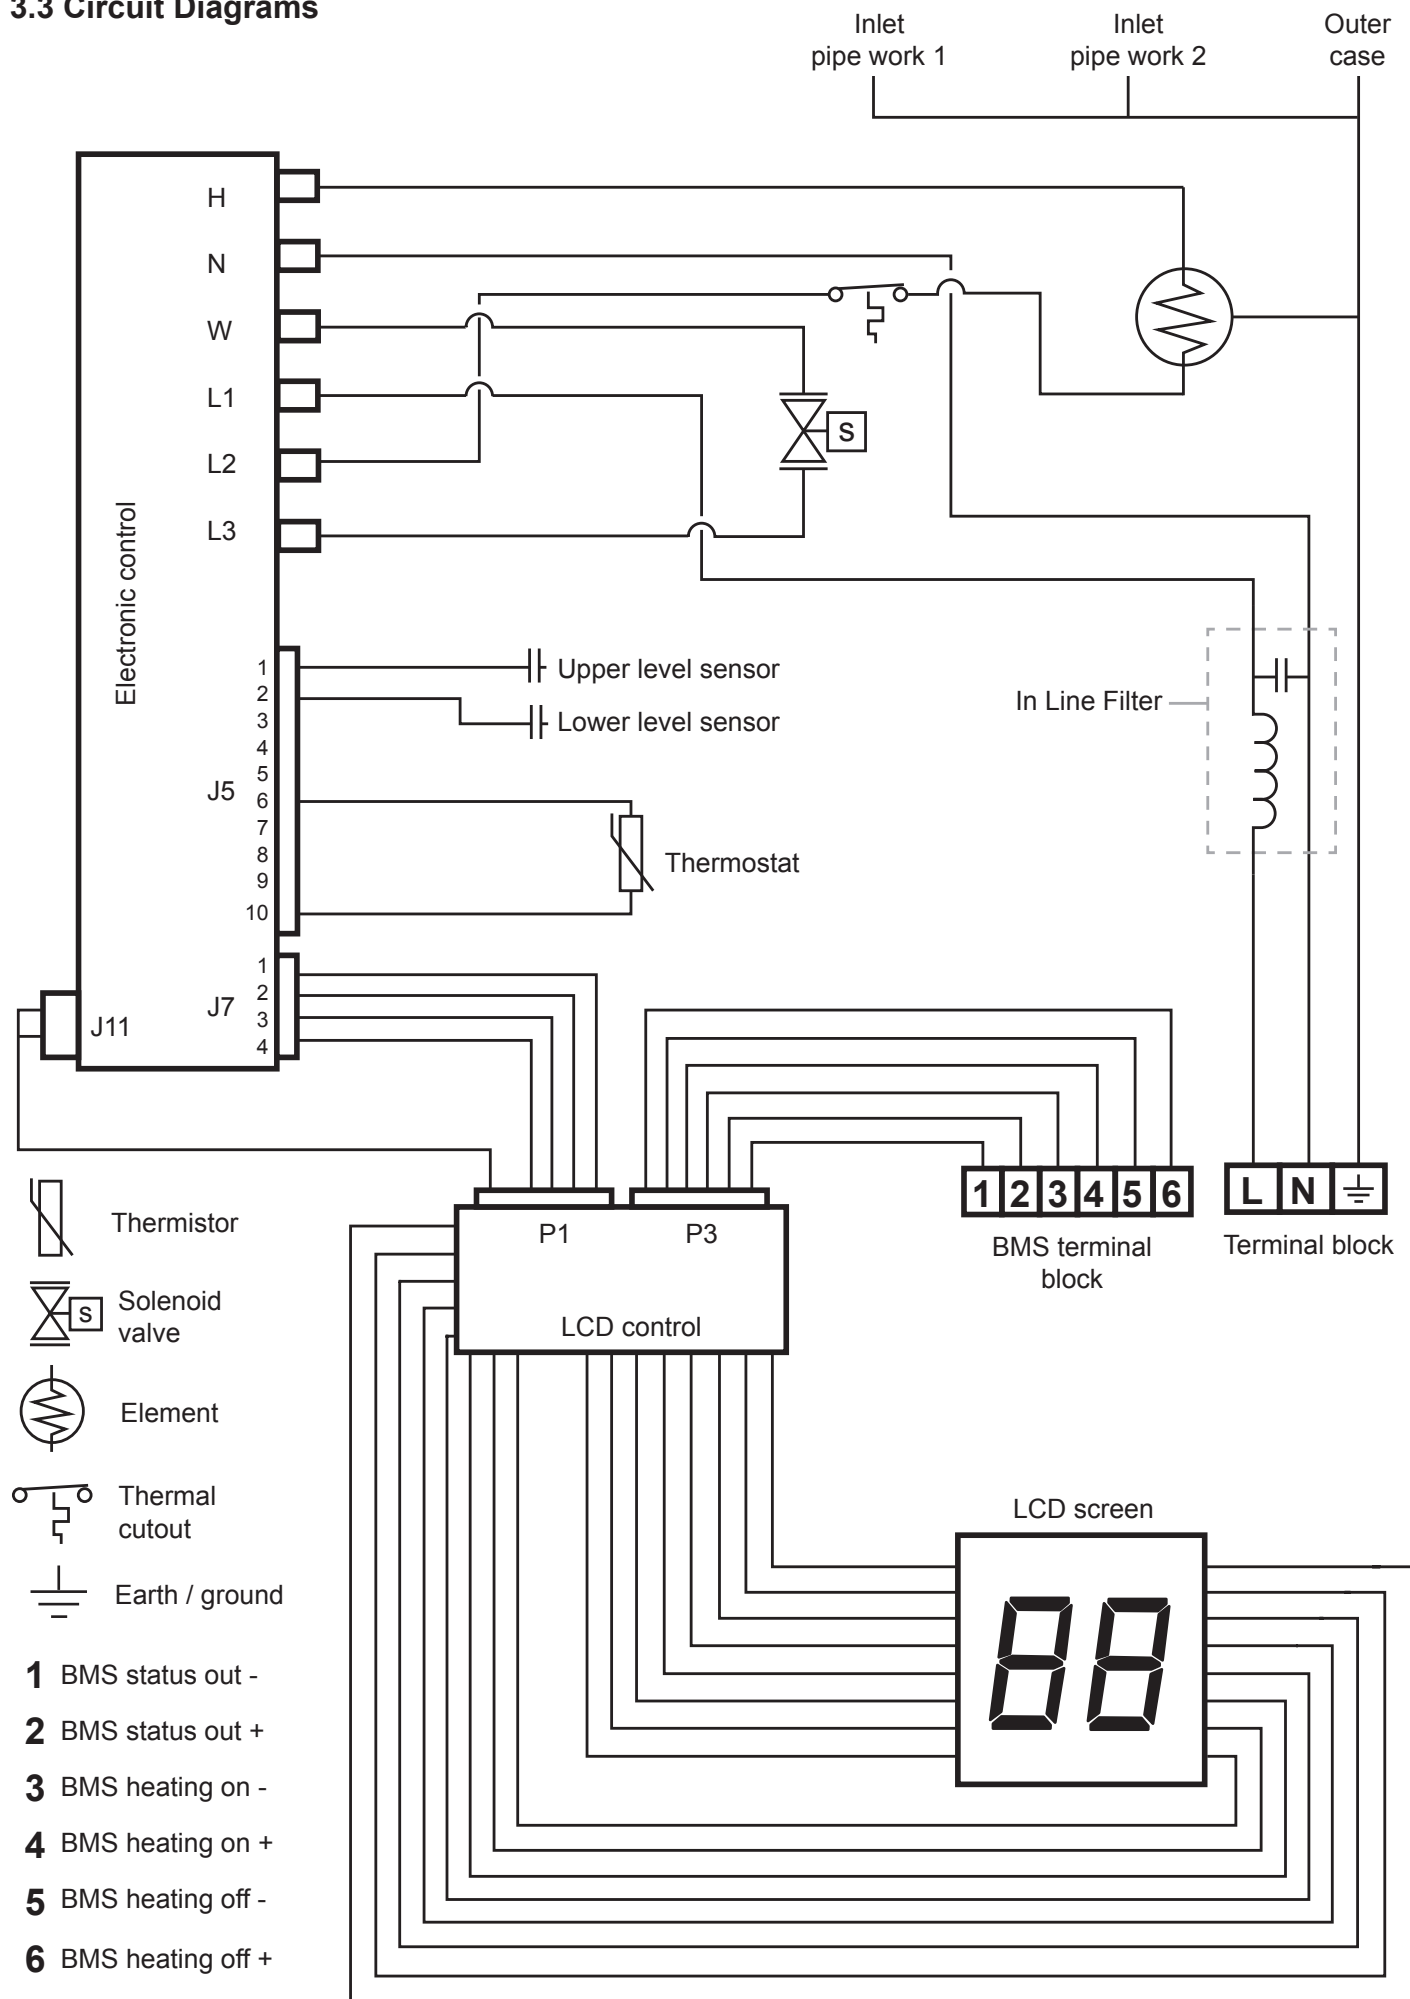 3.3 Circuit Diagrams
Inlet
pipe work 1
Inlet
pipe work 2
Outer
case
H
N
W
L1
L2
L3
S
Electronic control
1
2
3
4
5
6
7
8
9
10
J5
Upper level sensor
Lower level sensor
Thermostat
In Line Filter
1
2
3
4
J7
J11
1 2 3 4 5 6
BMS terminal
block
L N
Terminal block
P1
P3
LCD control
Thermistor
S
Solenoid
valve
Element
Thermal
cutout
Earth / ground
LCD screen
88
1 BMS status out -
2 BMS status out +
3 BMS heating on -
4 BMS heating on +
5 BMS heating off -
6 BMS heating off +